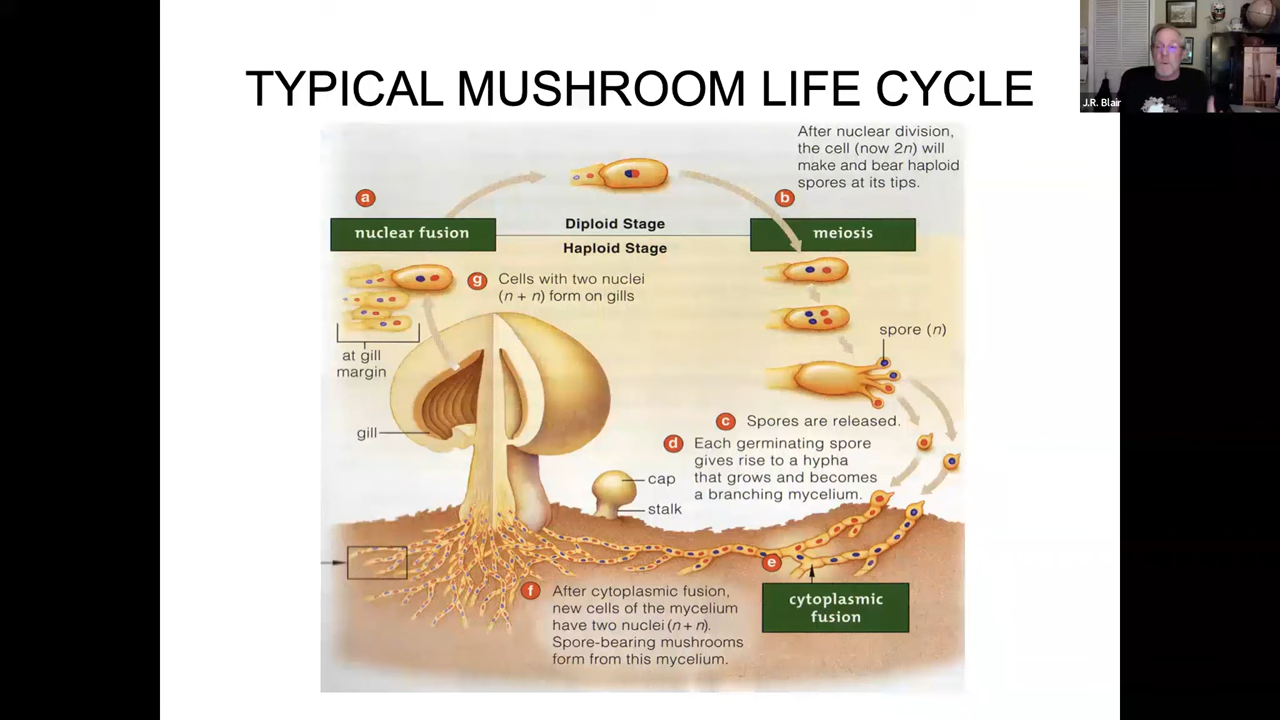 TYPICAL MUSHROOM LIFE CYCLE
J.R. Blair
After nuclear division,
the cell (now 2n) will
make and bear haploid
spores at its tips.
a
b
nuclear fusion
Diploid Stage
Haploid Stage
meiosis
g
Cells with two nuclei
(n + n) form on gills
spore (n)
at gill
margin
gill
c
Spores are released.
d
Each germinating spore
gives rise to a hypha
that grows and becomes
a branching mycelium.
cap
stalk
e
cytoplasmic
fusion
f
After cytoplasmic fusion,
new cells of the mycelium
have two nuclei (n + n).
Spore-bearing mushrooms
form from this mycelium.